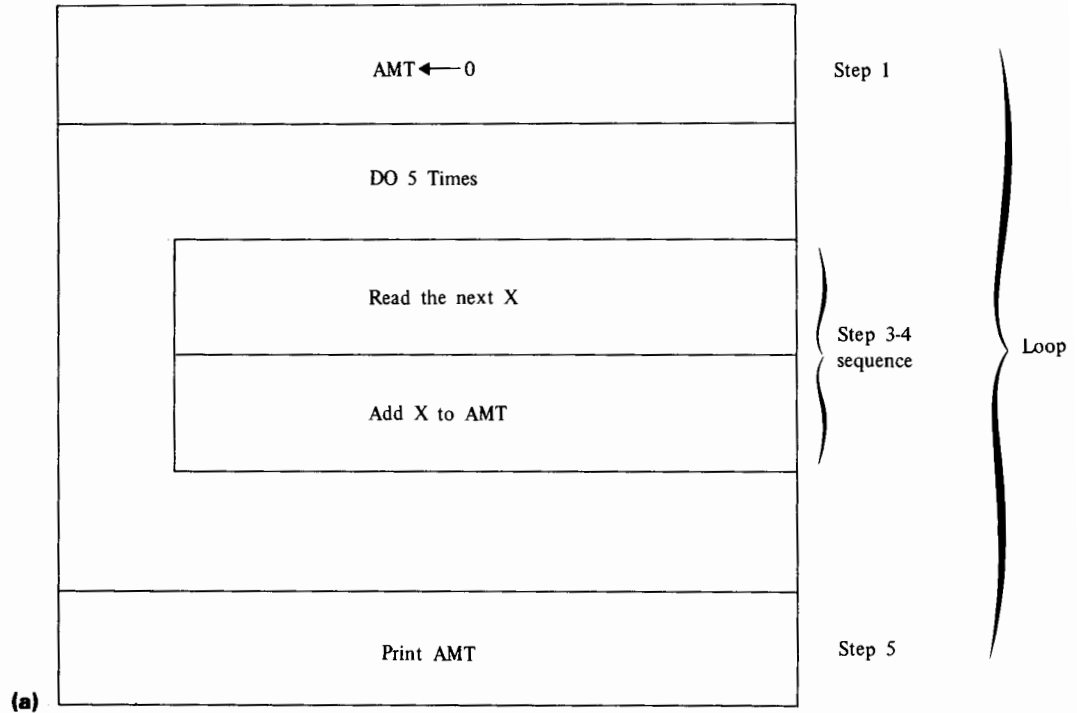 AMT ← 0
Step 1
DO 5 Times
Read the next X
Step 3-4
sequence
Loop
Add X to AMT
Print AMT
Step 5
(a)